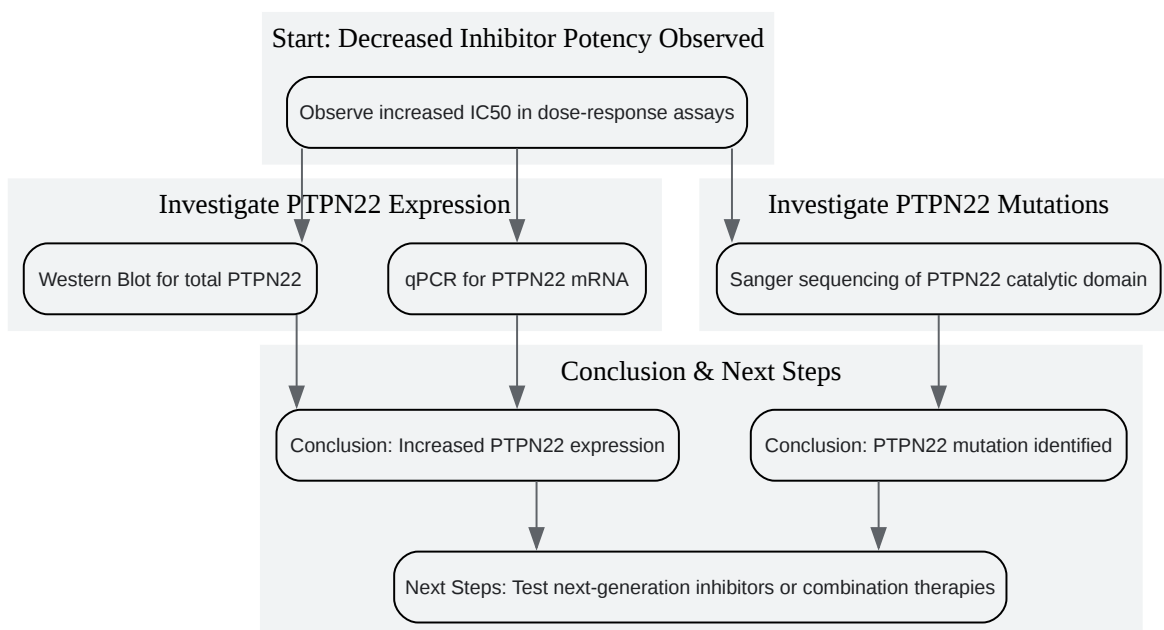 Start: Decreased Inhibitor Potency Observed
Observe increased IC50 in dose-response assays
Investigate PTPN22 Expression
Investigate PTPN22 Mutations
Western Blot for total PTPN22
qPCR for PTPN22 mRNA
Sanger sequencing of PTPN22 catalytic domain
Conclusion & Next Steps
Conclusion: Increased PTPN22 expression
Conclusion: PTPN22 mutation identified
Next Steps: Test next-generation inhibitors or combination therapies